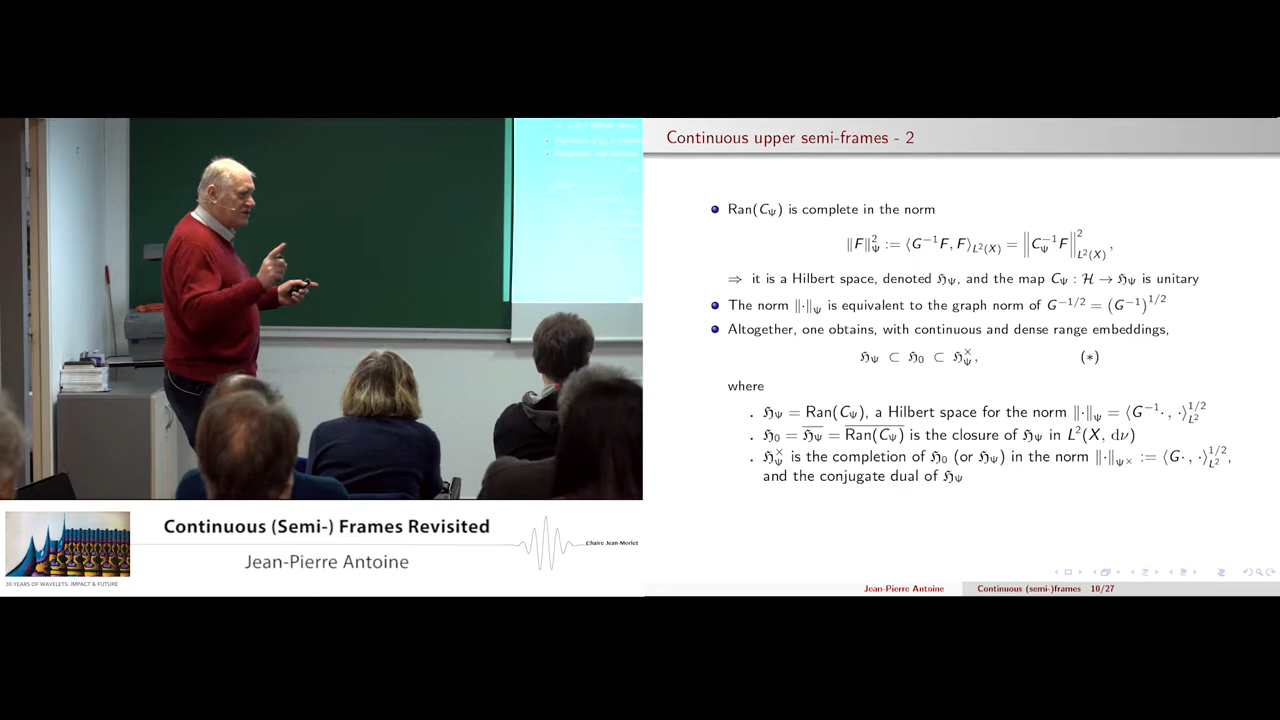 Continuous upper semi-frames - 2
• Ran(C_Ψ) is complete in the norm
‖F‖²_Ψ := ⟨G⁻¹F, F⟩_{L²(X)} = ‖C_Ψ⁻¹F‖²_{L²(X)},
⇒ it is a Hilbert space, denoted ℌ_Ψ, and the map C_Ψ : ℋ → ℌ_Ψ is unitary
• The norm ‖·‖_Ψ is equivalent to the graph norm of G^{-1/2} = (G⁻¹)^{1/2}
• Altogether, one obtains, with continuous and dense range embeddings,
ℌ_Ψ ⊂ ℌ_0 ⊂ ℌ_Ψ^×, (∗)
where
. ℌ_Ψ = Ran(C_Ψ), a Hilbert space for the norm ‖·‖_Ψ = ⟨G⁻¹·, ·⟩_{L²}^{1/2}
. ℌ_0 = \overline{ℌ_Ψ} = \overline{Ran(C_Ψ)} is the closure of ℌ_Ψ in L²(X, dν)
. ℌ_Ψ^× is the completion of ℌ_0 (or ℌ_Ψ) in the norm ‖·‖_{Ψ^×} := ⟨G·, ·⟩_{L²}^{1/2},
and the conjugate dual of ℌ_Ψ
Jean-Pierre Antoine
Continuous (semi-)frames 10/27
Continuous (Semi-) Frames Revisited
Jean-Pierre Antoine
Chaire Jean-Morlet
30 YEARS OF WAVELETS: IMPACT & FUTURE